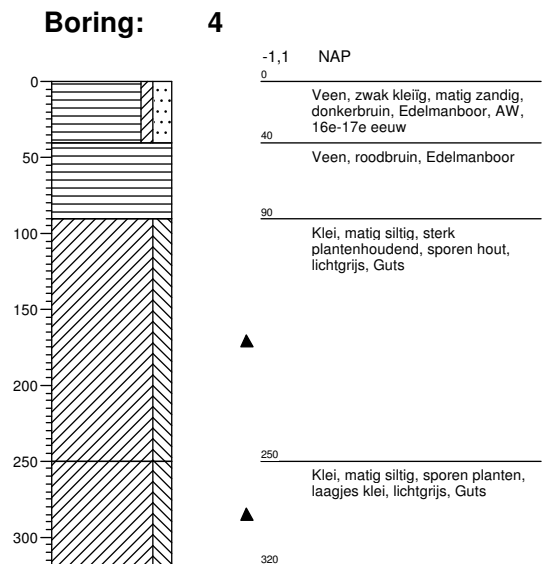 Boring: 4
-1,1 NAP
0
0
Veen, zwak kleiïg, matig zandig,
donkerbruin, Edelmanboor, AW,
16e-17e eeuw
40
50
Veen, roodbruin, Edelmanboor
90
100
Klei, matig siltig, sterk
plantenhoudend, sporen hout,
lichtgrijs, Guts
150
200
250
250
Klei, matig siltig, sporen planten,
laagjes klei, lichtgrijs, Guts
300
320